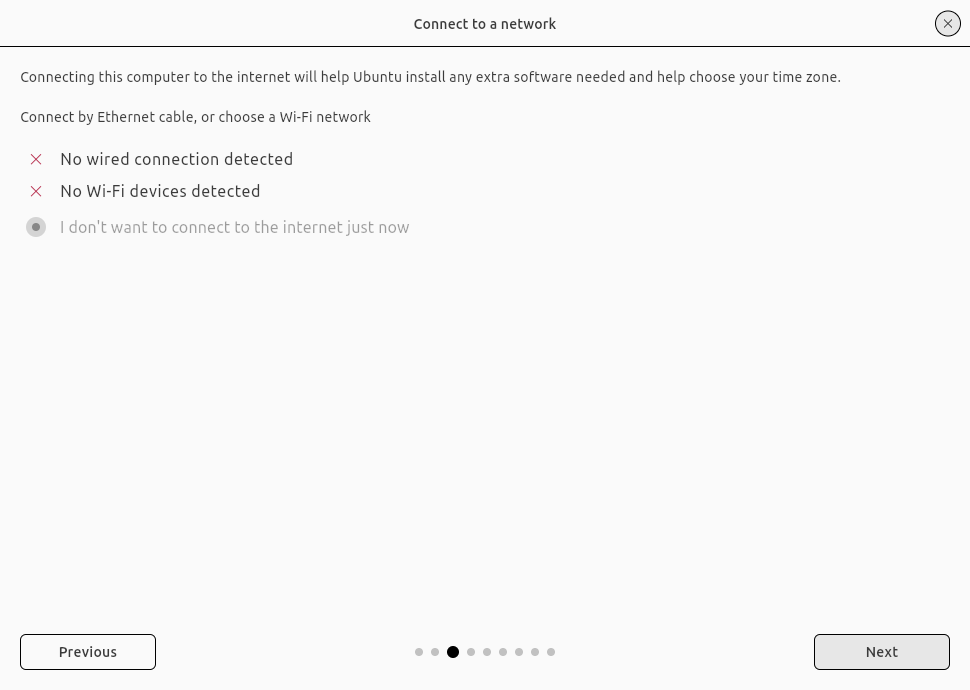 Connect to a network
Connecting this computer to the internet will help Ubuntu install any extra software needed and help choose your time zone.
Connect by Ethernet cable, or choose a Wi-Fi network
No wired connection detected
No Wi-Fi devices detected
I don't want to connect to the internet just now
Previous
Next